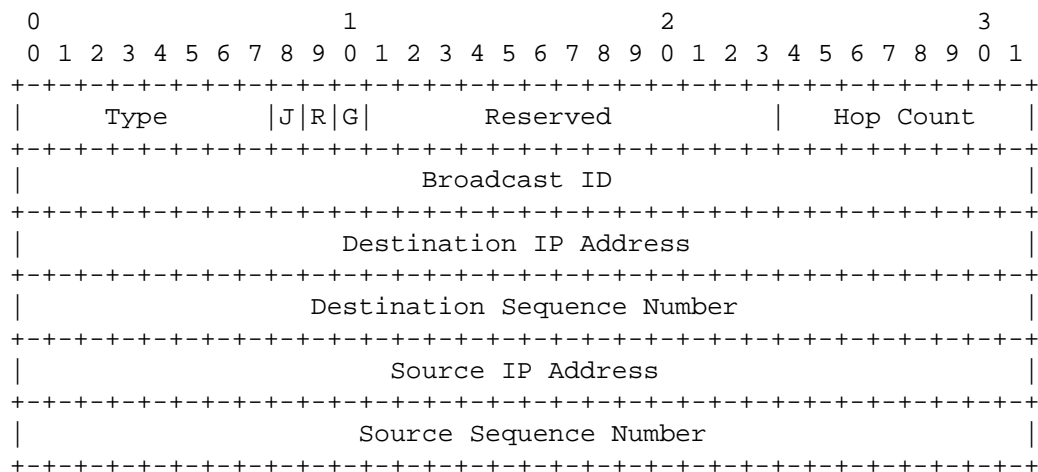 0                   1                   2                   3
 0 1 2 3 4 5 6 7 8 9 0 1 2 3 4 5 6 7 8 9 0 1 2 3 4 5 6 7 8 9 0 1
+-+-+-+-+-+-+-+-+-+-+-+-+-+-+-+-+-+-+-+-+-+-+-+-+-+-+-+-+-+-+-+-+
|     Type      |J|R|G|       Reserved          |   Hop Count   |
+-+-+-+-+-+-+-+-+-+-+-+-+-+-+-+-+-+-+-+-+-+-+-+-+-+-+-+-+-+-+-+-+
|                         Broadcast ID                          |
+-+-+-+-+-+-+-+-+-+-+-+-+-+-+-+-+-+-+-+-+-+-+-+-+-+-+-+-+-+-+-+-+
|                    Destination IP Address                     |
+-+-+-+-+-+-+-+-+-+-+-+-+-+-+-+-+-+-+-+-+-+-+-+-+-+-+-+-+-+-+-+-+
|                  Destination Sequence Number                  |
+-+-+-+-+-+-+-+-+-+-+-+-+-+-+-+-+-+-+-+-+-+-+-+-+-+-+-+-+-+-+-+-+
|                       Source IP Address                       |
+-+-+-+-+-+-+-+-+-+-+-+-+-+-+-+-+-+-+-+-+-+-+-+-+-+-+-+-+-+-+-+-+
|                     Source Sequence Number                    |
+-+-+-+-+-+-+-+-+-+-+-+-+-+-+-+-+-+-+-+-+-+-+-+-+-+-+-+-+-+-+-+-+